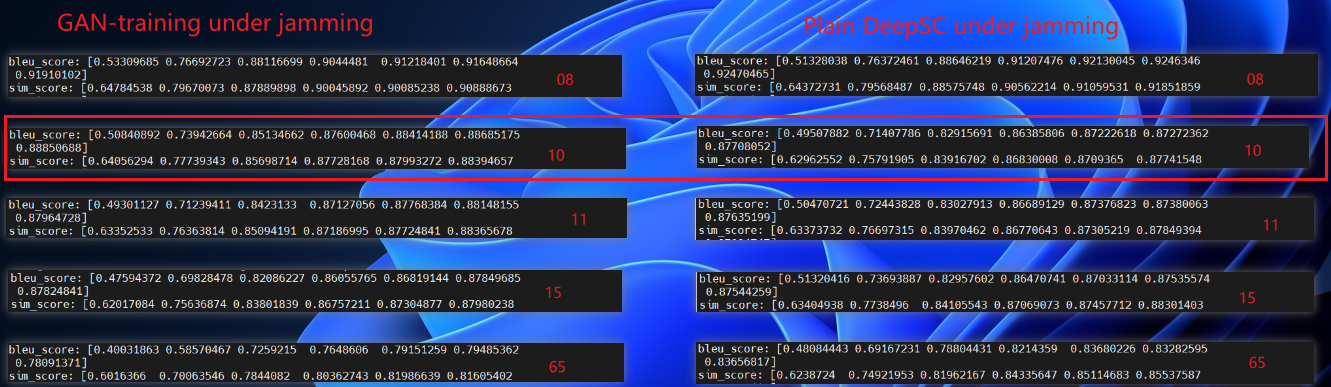 GAN-training under jamming
Plain DeepSC under jamming
bleu_score: [0.53309685 0.76692723 0.88116699 0.9044481  0.91218401 0.91648664
0.91910102]
sim_score: [0.64784538 0.79670073 0.87889898 0.90045892 0.90085238 0.90888673
08
bleu_score: [0.51328038 0.76372461 0.88646219 0.91207476 0.92130045 0.9246346
0.92470465]
sim_score: [0.64372731 0.79568487 0.88575748 0.90562214 0.91059531 0.91851859
08
bleu_score: [0.50840892 0.73942664 0.85134662 0.87600468 0.88414188 0.88685175
0.88850688]
sim_score: [0.64056294 0.77739343 0.85698714 0.87728168 0.87993272 0.88394657
10
bleu_score: [0.49507882 0.71407786 0.82915691 0.86385806 0.87222618 0.87272362
0.87708052]
sim_score: [0.62962552 0.75791905 0.83916702 0.86830008 0.8709365  0.87741548
10
bleu_score: [0.49301127 0.71239411 0.8423133  0.87127056 0.87768384 0.88148155
0.87964728]
sim_score: [0.63352533 0.76363814 0.85094191 0.87186995 0.87724841 0.88365678
11
bleu_score: [0.50470721 0.72443828 0.83027913 0.86689129 0.87376823 0.87380063
0.87635199]
sim_score: [0.63373732 0.76697315 0.83970462 0.86770643 0.87305219 0.87849394
11
bleu_score: [0.47594372 0.69828478 0.82086227 0.86055765 0.86819144 0.87849685
0.87824841]
sim_score: [0.62017084 0.75636874 0.83801839 0.86757211 0.87304877 0.87980238
15
bleu_score: [0.51320416 0.73693887 0.82957602 0.86470741 0.87033114 0.87535574
0.87544259]
sim_score: [0.63404938 0.7738496  0.84105543 0.87069073 0.87457712 0.88301403
15
bleu_score: [0.40031863 0.58570467 0.7259215  0.7648606  0.79151259 0.79485362
0.78091371]
sim_score: [0.6016366  0.70063546 0.7844082  0.80362743 0.81986639 0.81605402
65
bleu_score: [0.48084443 0.69167231 0.78804431 0.8214359  0.83680226 0.83282595
0.83656817]
sim_score: [0.6238724  0.74921953 0.81962167 0.84335647 0.85114683 0.85537587
65